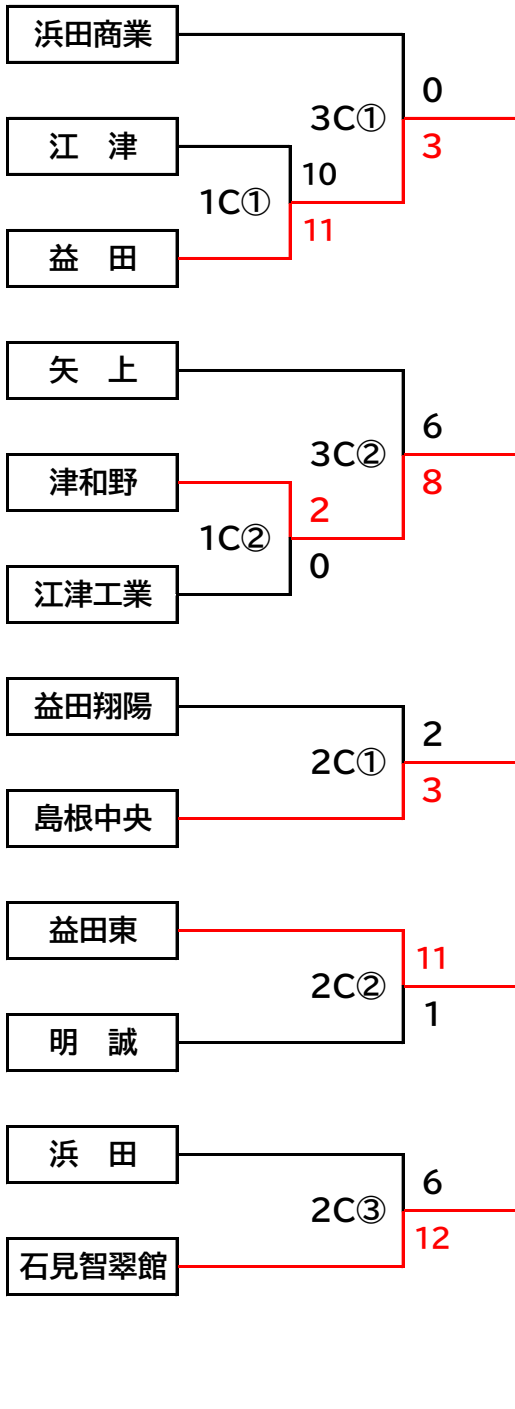 浜田商業
0
3C①
3
江　津
10
1C①
11
益　田
矢　上
6
3C②
8
津和野
2
1C②
0
江津工業
益田翔陽
2
2C①
3
島根中央
益田東
11
2C②
1
明　誠
浜　田
6
2C③
12
石見智翠館